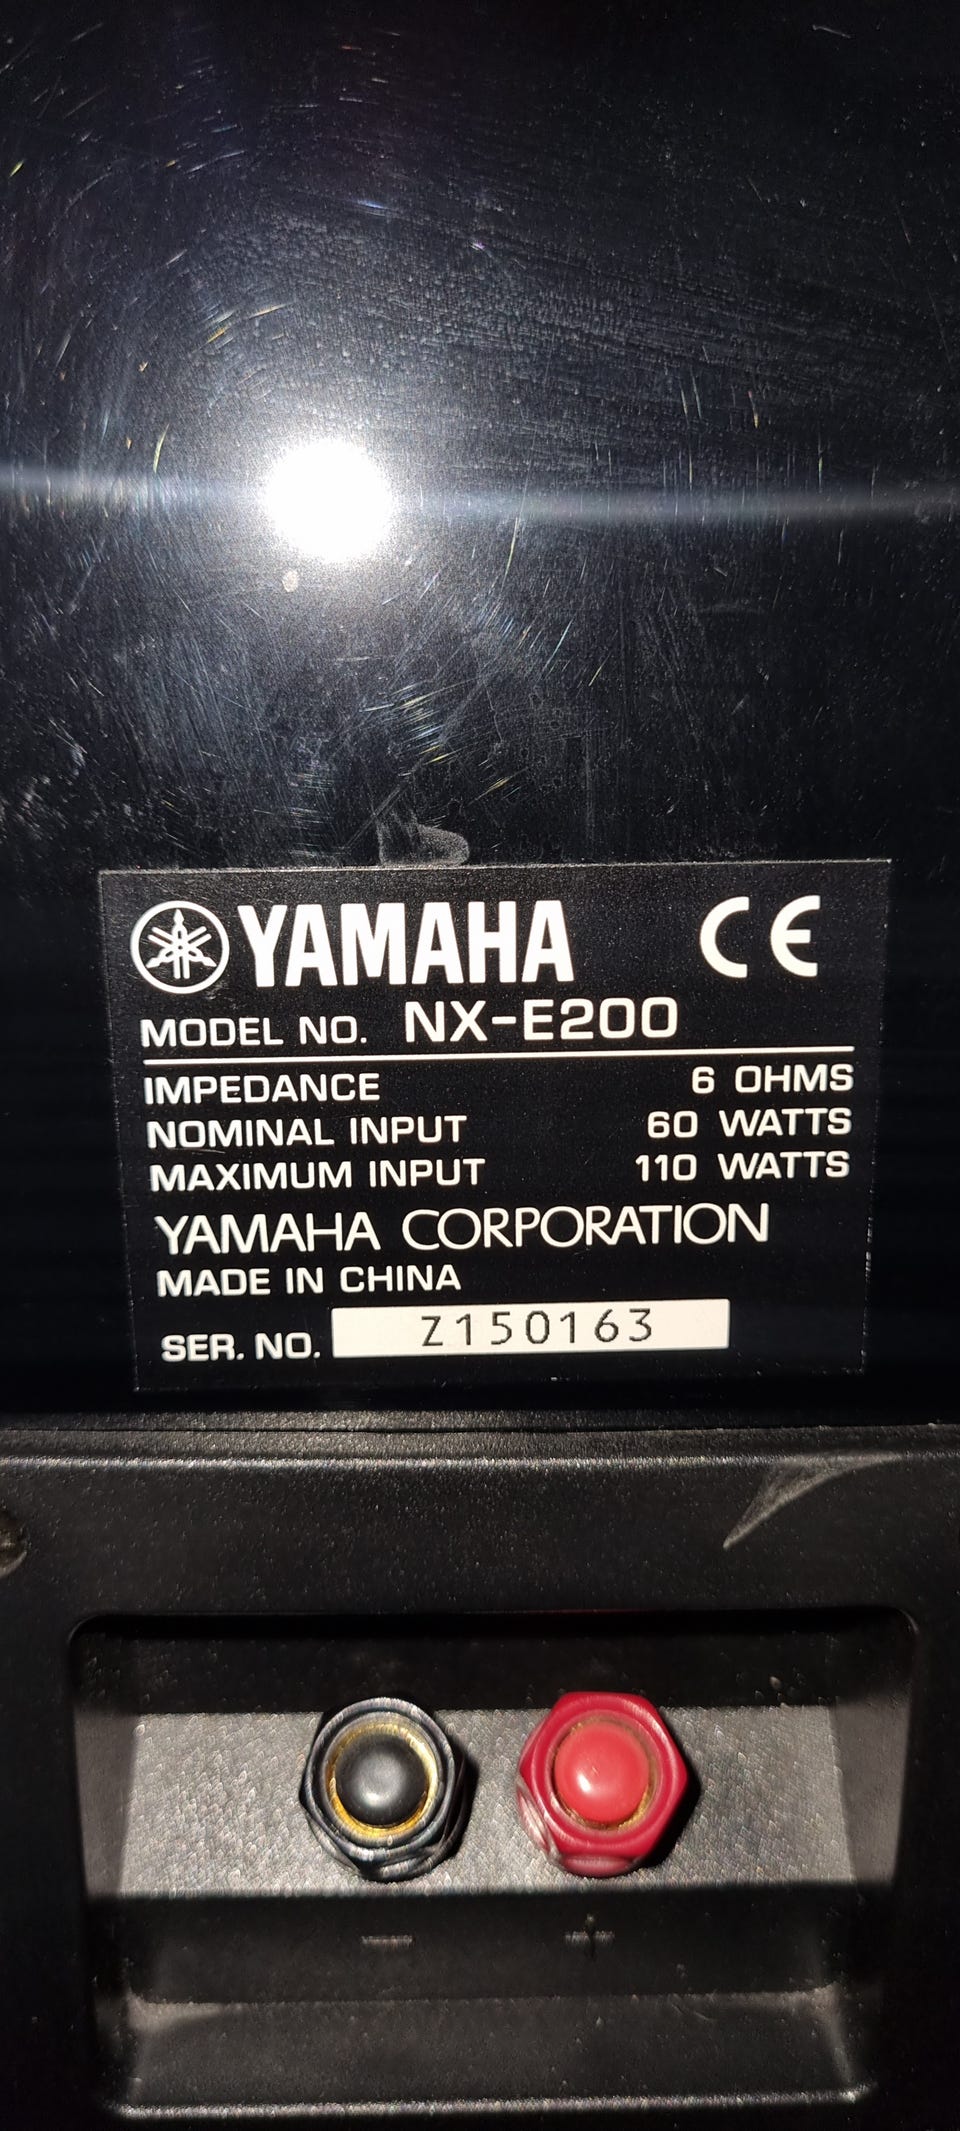 YAMAHA CE
MODEL NO. NX-E200
IMPEDANCE 6 OHMS
NOMINAL INPUT 60 WATTS
MAXIMUM INPUT 110 WATTS
YAMAHA CORPORATION
MADE IN CHINA
SER. NO. Z150163
− +